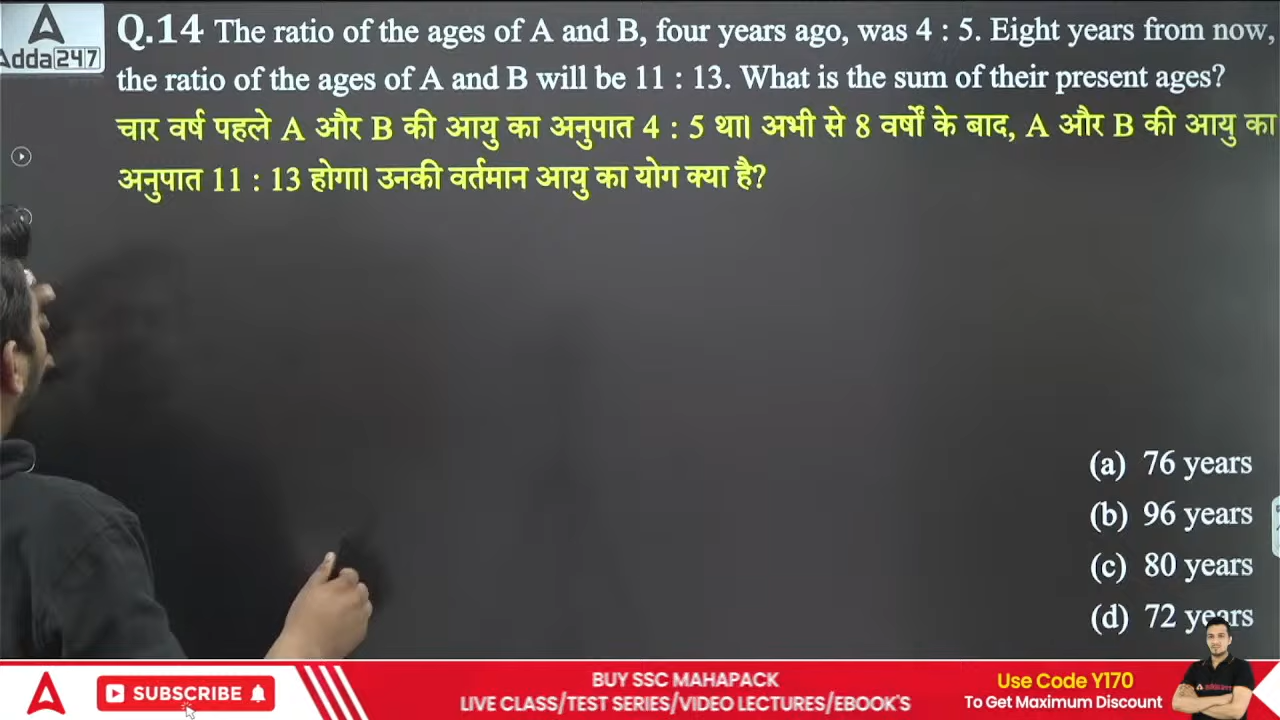 Adda247
Q.14 The ratio of the ages of A and B, four years ago, was 4 : 5. Eight years from now,
the ratio of the ages of A and B will be 11 : 13. What is the sum of their present ages?
चार वर्ष पहले A और B की आयु का अनुपात 4 : 5 था। अभी से 8 वर्षों के बाद, A और B की आयु का
अनुपात 11 : 13 होगा। उनकी वर्तमान आयु का योग क्या है?
(a) 76 years
(b) 96 years
(c) 80 years
(d) 72 years
SUBSCRIBE
BUY SSC MAHAPACK
LIVE CLASS/TEST SERIES/VIDEO LECTURES/EBOOK'S
Use Code Y170
To Get Maximum Discount